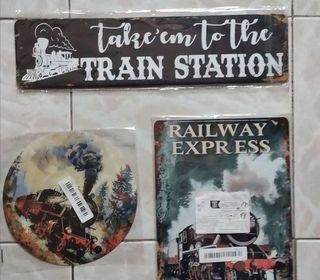 take'em to the
TRAIN STATION
RAILWAY
EXPRESS